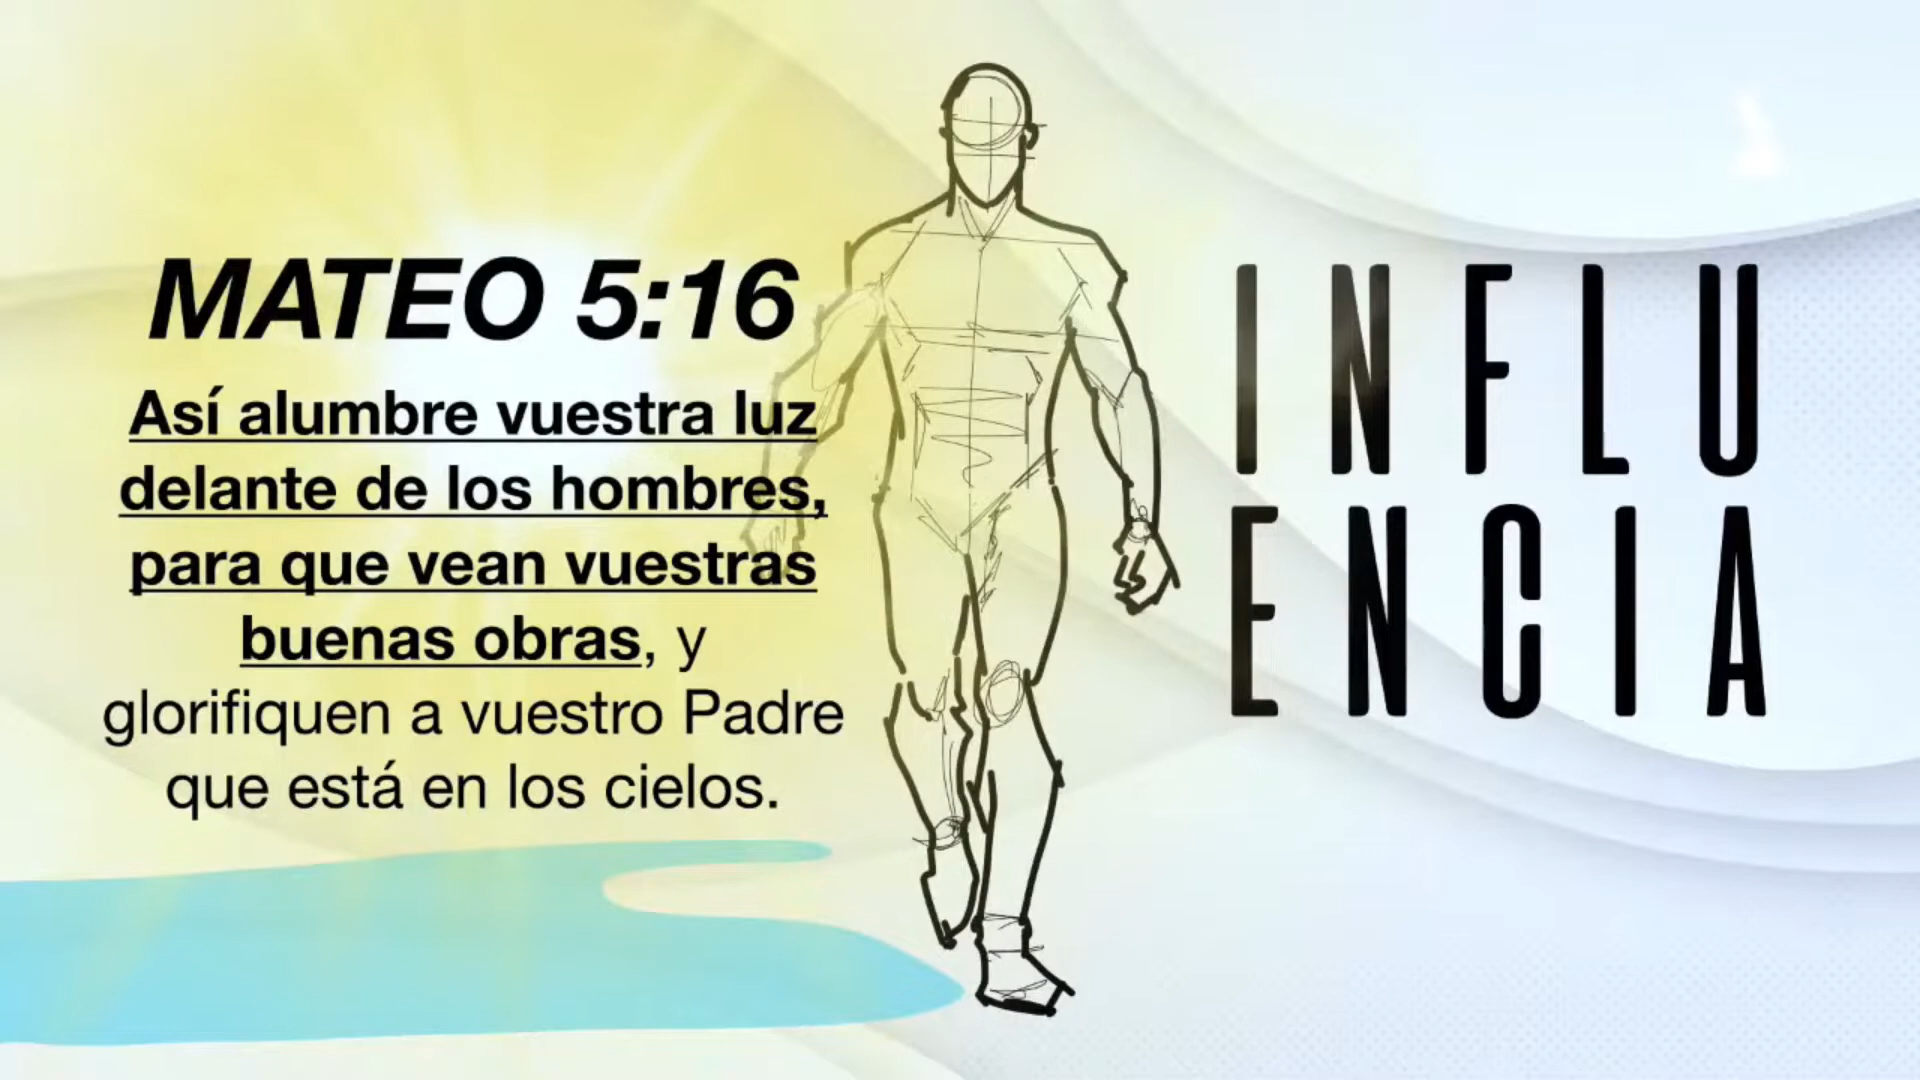 MATEO 5:16
Así alumbre vuestra luz
delante de los hombres,
para que vean vuestras
buenas obras, y
glorifiquen a vuestro Padre
que está en los cielos.
INFLU
ENCIA